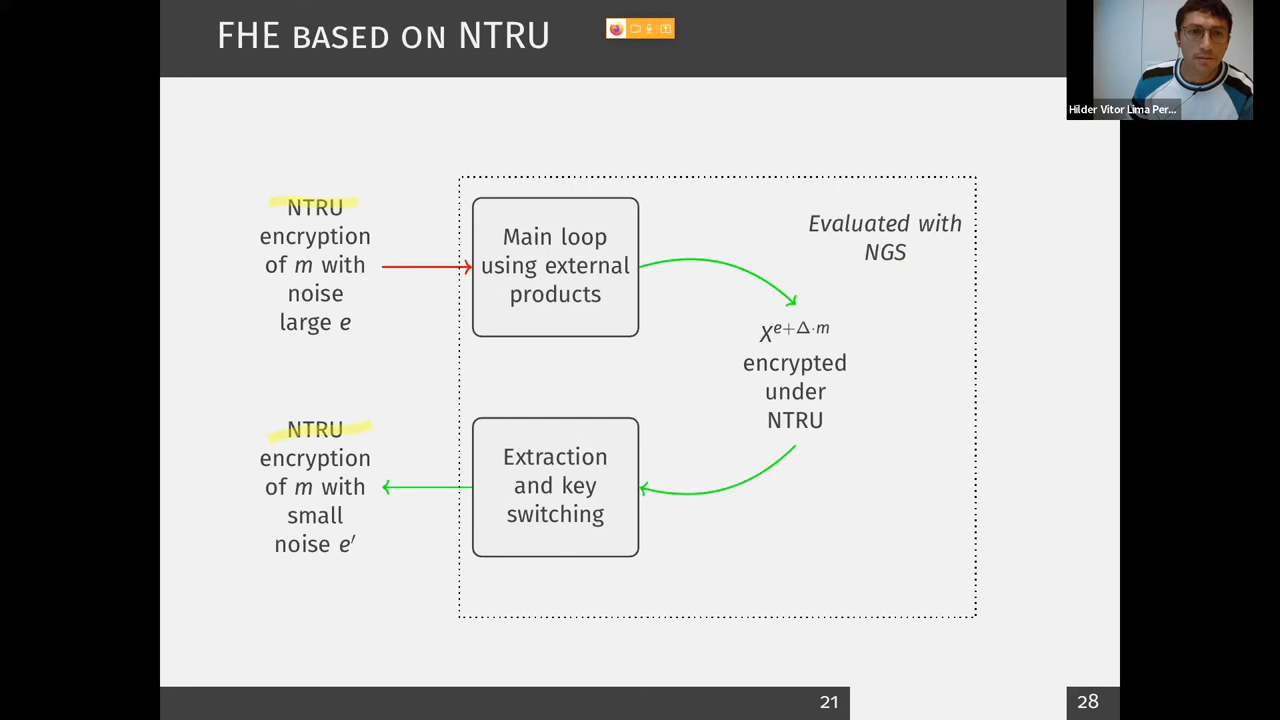 FHE BASED ON NTRU
Hilder Vitor Lima Per...
NTRU
encryption
of m with
noise
large e
Main loop
using external
products
Evaluated with
NGS
X^{e+Δ·m}
encrypted
under
NTRU
NTRU
encryption
of m with
small
noise e′
Extraction
and key
switching
21
28